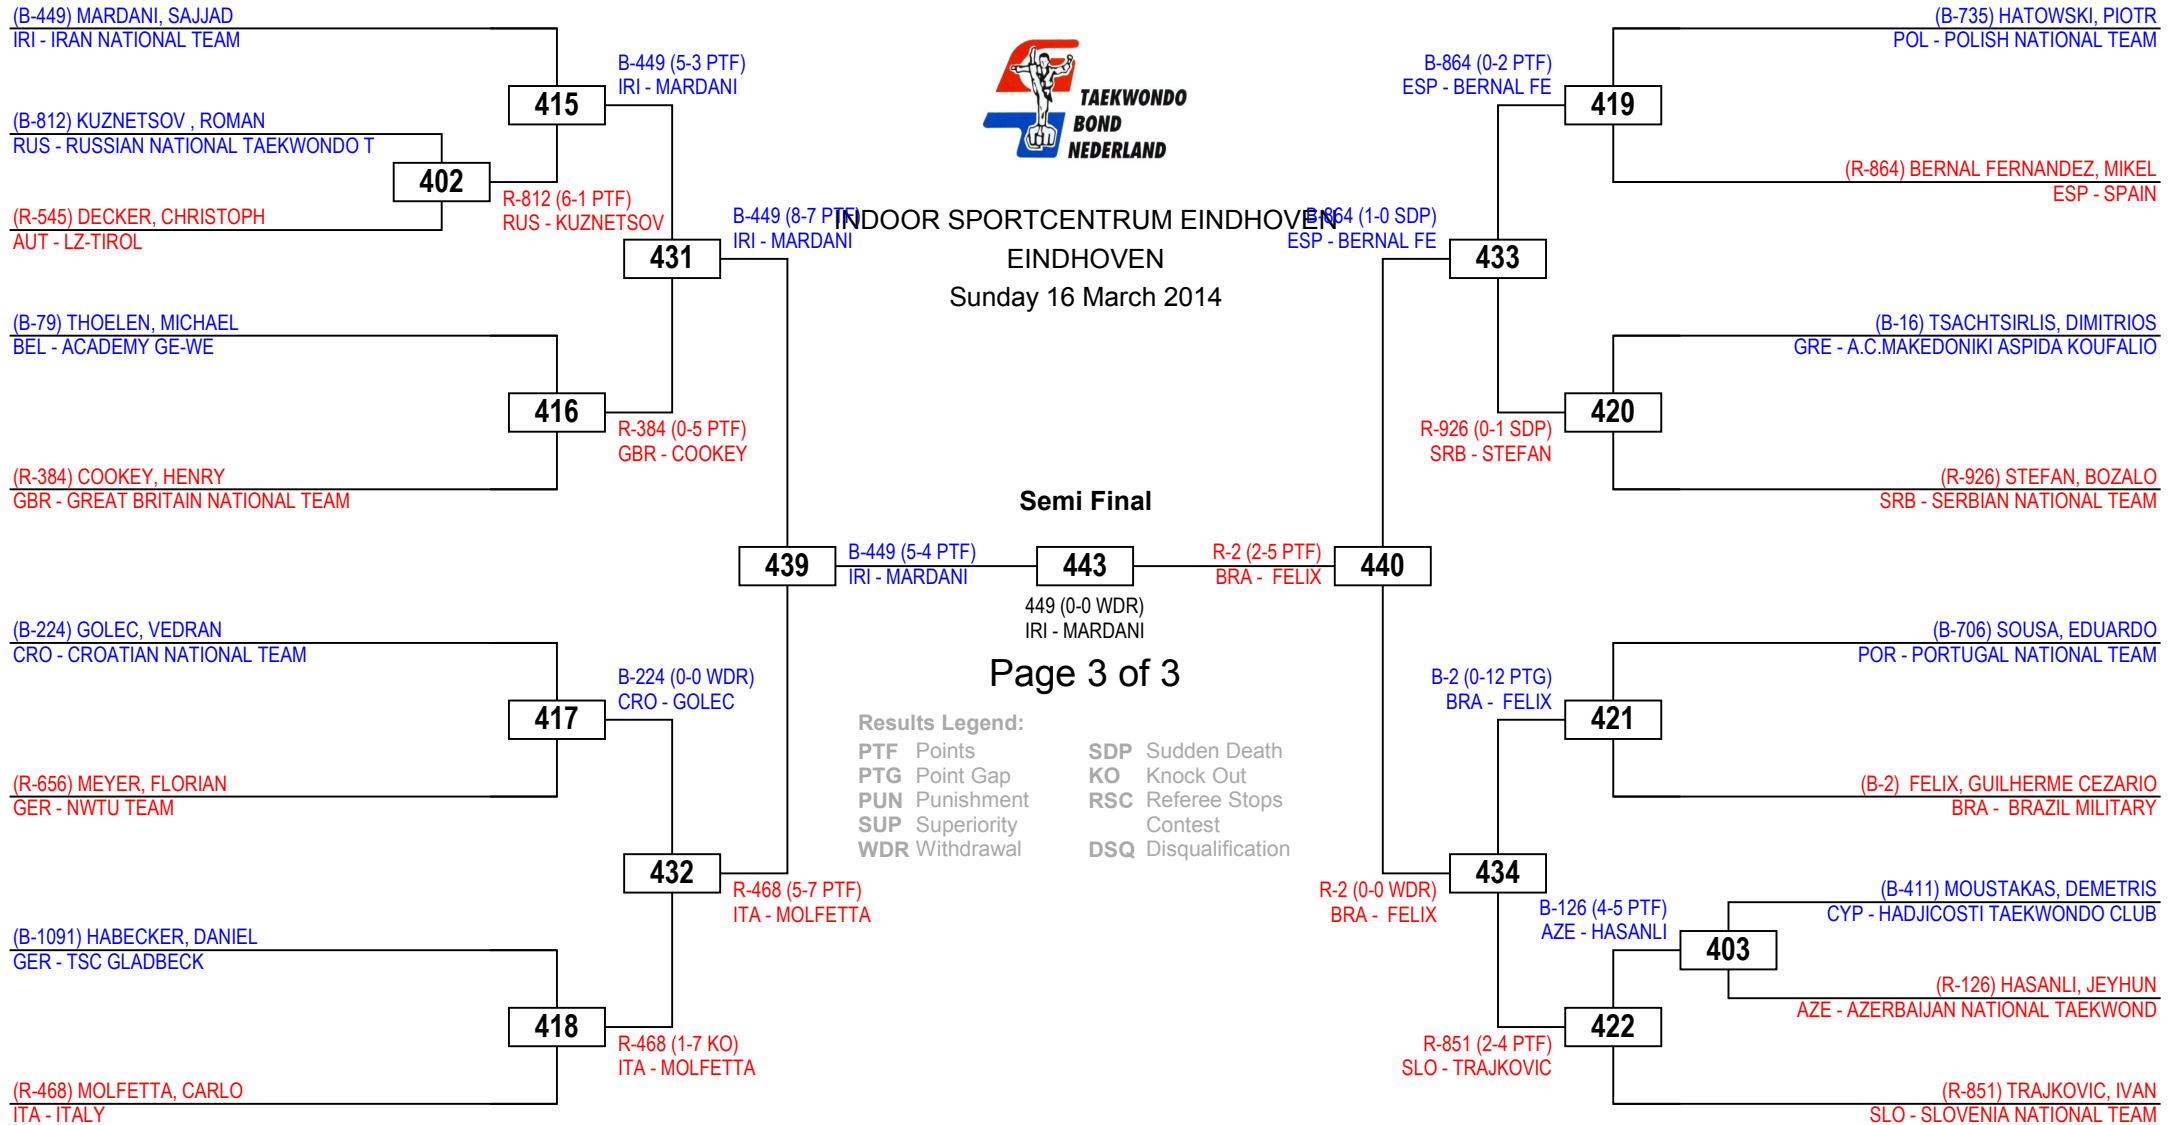 (B-449) MARDANI, SAJJAD
IRI - IRAN NATIONAL TEAM
(B-812) KUZNETSOV , ROMAN
RUS - RUSSIAN NATIONAL TAEKWONDO T
402
(R-545) DECKER, CHRISTOPH
AUT - LZ-TIROL
415
B-449 (5-3 PTF)
IRI - MARDANI
R-812 (6-1 PTF)
RUS - KUZNETSOV
431
B-449 (8-7 PTF)
IRI - MARDANI
(B-79) THOELEN, MICHAEL
BEL - ACADEMY GE-WE
416
R-384 (0-5 PTF)
GBR - COOKEY
(R-384) COOKEY, HENRY
GBR - GREAT BRITAIN NATIONAL TEAM
439
B-449 (5-4 PTF)
IRI - MARDANI
(B-224) GOLEC, VEDRAN
CRO - CROATIAN NATIONAL TEAM
417
B-224 (0-0 WDR)
CRO - GOLEC
(R-656) MEYER, FLORIAN
GER - NWTU TEAM
432
R-468 (5-7 PTF)
ITA - MOLFETTA
(B-1091) HABECKER, DANIEL
GER - TSC GLADBECK
418
R-468 (1-7 KO)
ITA - MOLFETTA
(R-468) MOLFETTA, CARLO
ITA - ITALY
TAEKWONDO
BOND
NEDERLAND
INDOOR SPORTCENTRUM EINDHOVEN
EINDHOVEN
Sunday 16 March 2014
Semi Final
443
449 (0-0 WDR)
IRI - MARDANI
Page 3 of 3
Results Legend:
PTF Points
PTG Point Gap
PUN Punishment
SUP Superiority
WDR Withdrawal
SDP Sudden Death
KO Knock Out
RSC Referee Stops
Contest
DSQ Disqualification
(B-735) HATOWSKI, PIOTR
POL - POLISH NATIONAL TEAM
B-864 (0-2 PTF)
ESP - BERNAL FE
419
(R-864) BERNAL FERNANDEZ, MIKEL
ESP - SPAIN
B-864 (1-0 SDP)
ESP - BERNAL FE
433
(B-16) TSACHTSIRLIS, DIMITRIOS
GRE - A.C.MAKEDONIKI ASPIDA KOUFALIO
420
R-926 (0-1 SDP)
SRB - STEFAN
(R-926) STEFAN, BOZALO
SRB - SERBIAN NATIONAL TEAM
R-2 (2-5 PTF)
BRA - FELIX
440
(B-706) SOUSA, EDUARDO
POR - PORTUGAL NATIONAL TEAM
B-2 (0-12 PTG)
BRA - FELIX
421
(B-2) FELIX, GUILHERME CEZARIO
BRA - BRAZIL MILITARY
434
R-2 (0-0 WDR)
BRA - FELIX
B-126 (4-5 PTF)
AZE - HASANLI
(B-411) MOUSTAKAS, DEMETRIS
CYP - HADJICOSTI TAEKWONDO CLUB
403
(R-126) HASANLI, JEYHUN
AZE - AZERBAIJAN NATIONAL TAEKWOND
422
R-851 (2-4 PTF)
SLO - TRAJKOVIC
(R-851) TRAJKOVIC, IVAN
SLO - SLOVENIA NATIONAL TEAM